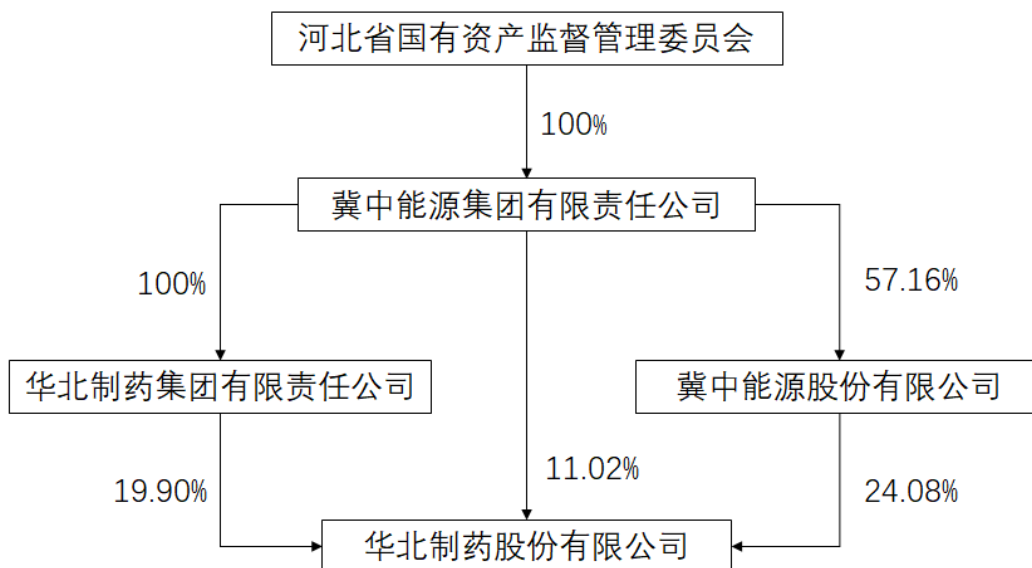 河北省国有资产监督管理委员会
100%
冀中能源集团有限责任公司
100%
57.16%
华北制药集团有限责任公司
冀中能源股份有限公司
19.90%
11.02%
24.08%
华北制药股份有限公司